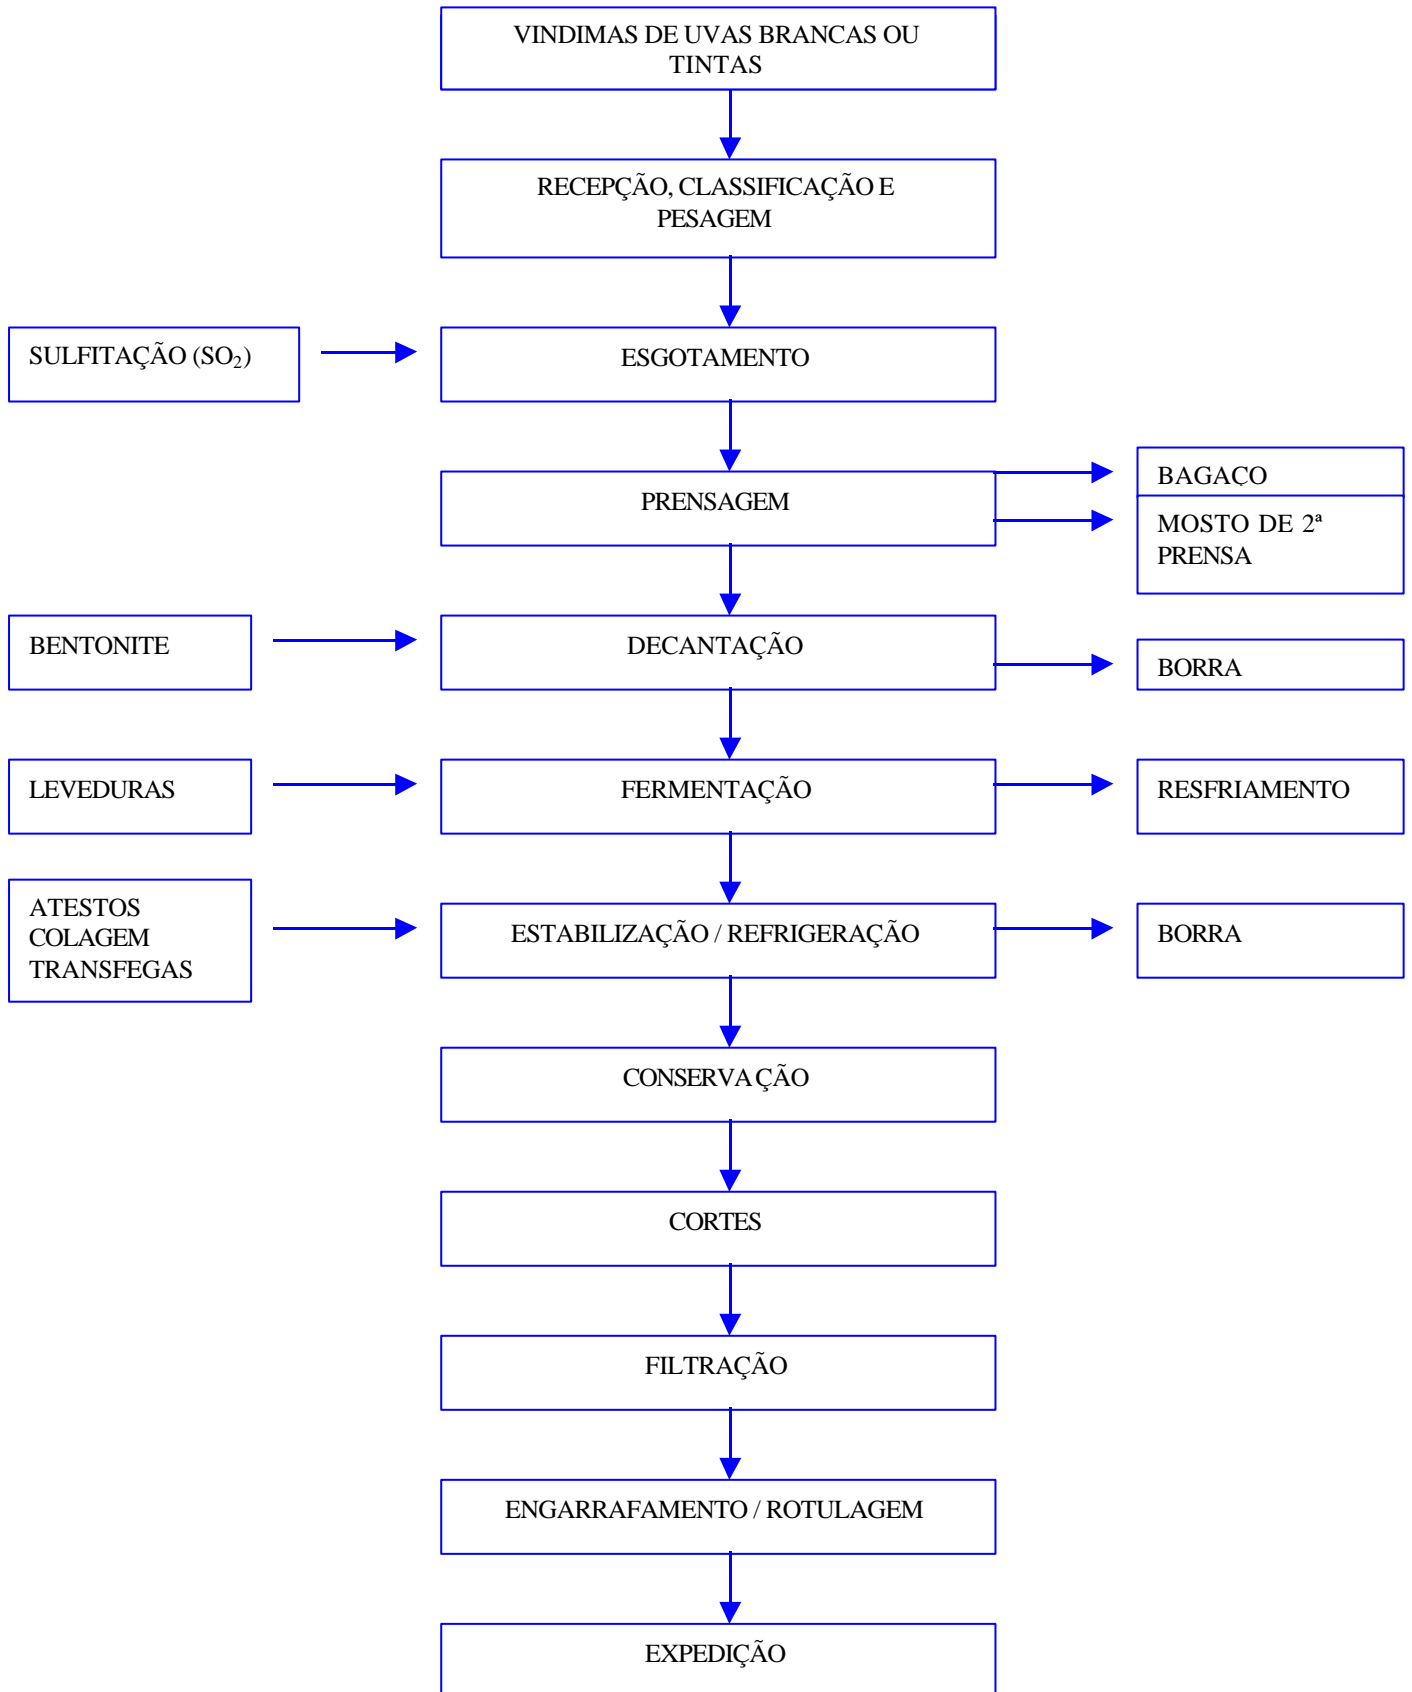 VINDIMAS DE UVAS BRANCAS OU
TINTAS
RECEPÇÃO, CLASSIFICAÇÃO E
PESAGEM
SULFITAÇÃO (SO₂)
ESGOTAMENTO
PRENSAGEM
BAGAÇO
MOSTO DE 2ª
PRENSA
BENTONITE
DECANTAÇÃO
BORRA
LEVEDURAS
FERMENTAÇÃO
RESFRIAMENTO
ATESTOS
COLAGEM
TRANSFEGAS
ESTABILIZAÇÃO / REFRIGERAÇÃO
BORRA
CONSERVAÇÃO
CORTES
FILTRAÇÃO
ENGARRAFAMENTO / ROTULAGEM
EXPEDIÇÃO